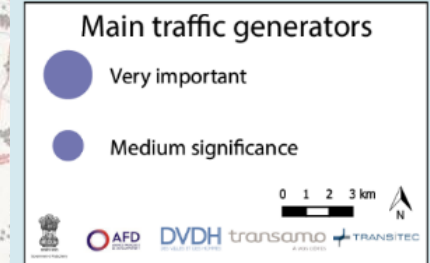 Main traffic generators
Very important
Medium significance
0 1 2 3 km
N
AFD DVDH transamo TRANSITEC